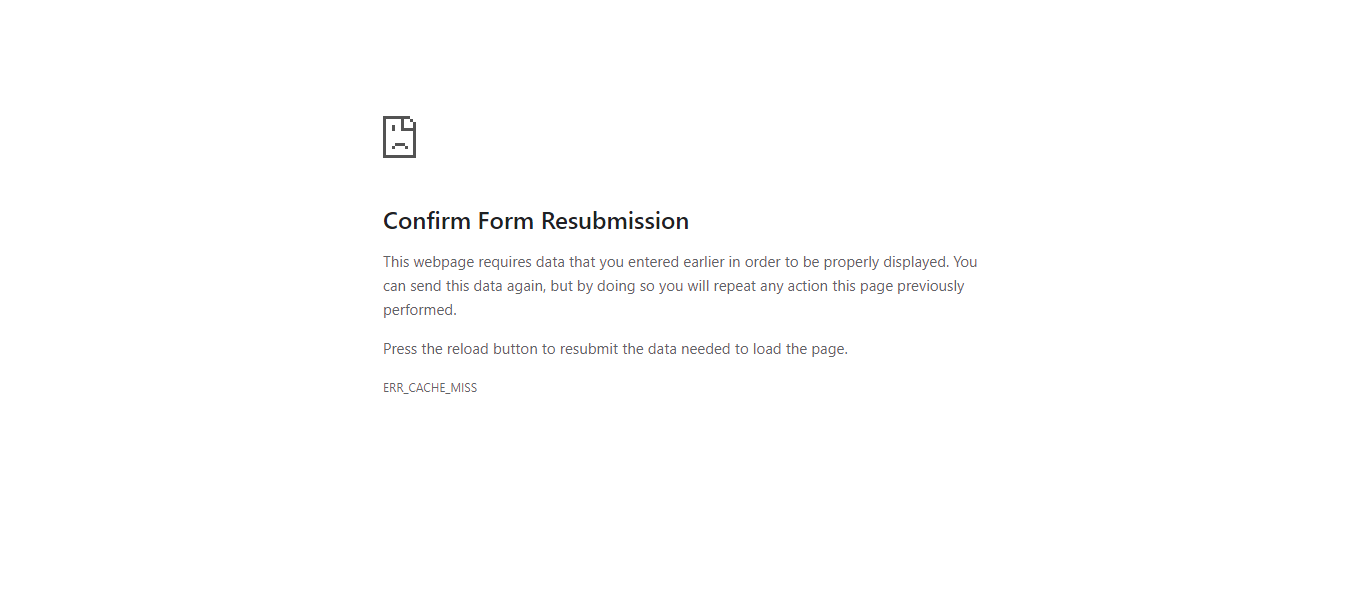 Confirm Form Resubmission
This webpage requires data that you entered earlier in order to be properly displayed. You
can send this data again, but by doing so you will repeat any action this page previously
performed.
Press the reload button to resubmit the data needed to load the page.
ERR_CACHE_MISS